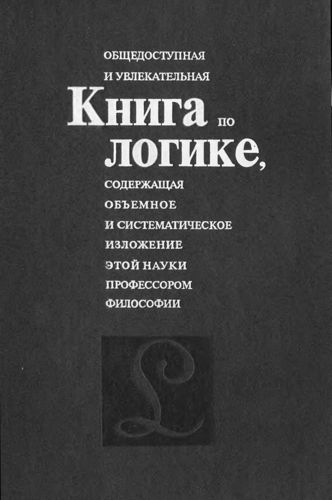 ОБЩЕДОСТУПНАЯ
И УВЛЕКАТЕЛЬНАЯ
Книга ПО
ЛОГИКЕ,
СОДЕРЖАЩАЯ
ОБЪЕМНОЕ
И СИСТЕМАТИЧЕСКОЕ
ИЗЛОЖЕНИЕ
ЭТОЙ НАУКИ
ПРОФЕССОРОМ
ФИЛОСОФИИ
L